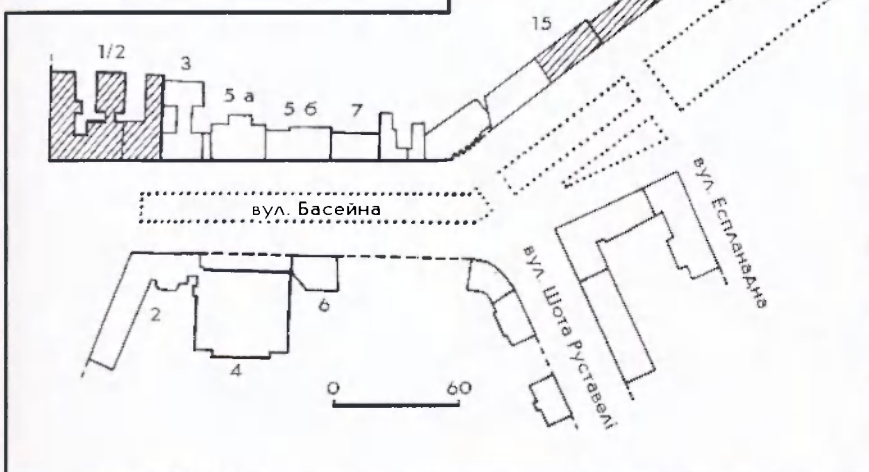 15
1/2
3
5 а
5 б
7
вул. Басейна
вул. Еспланадна
вул. Шота Руставелі
2
6
4
0 60